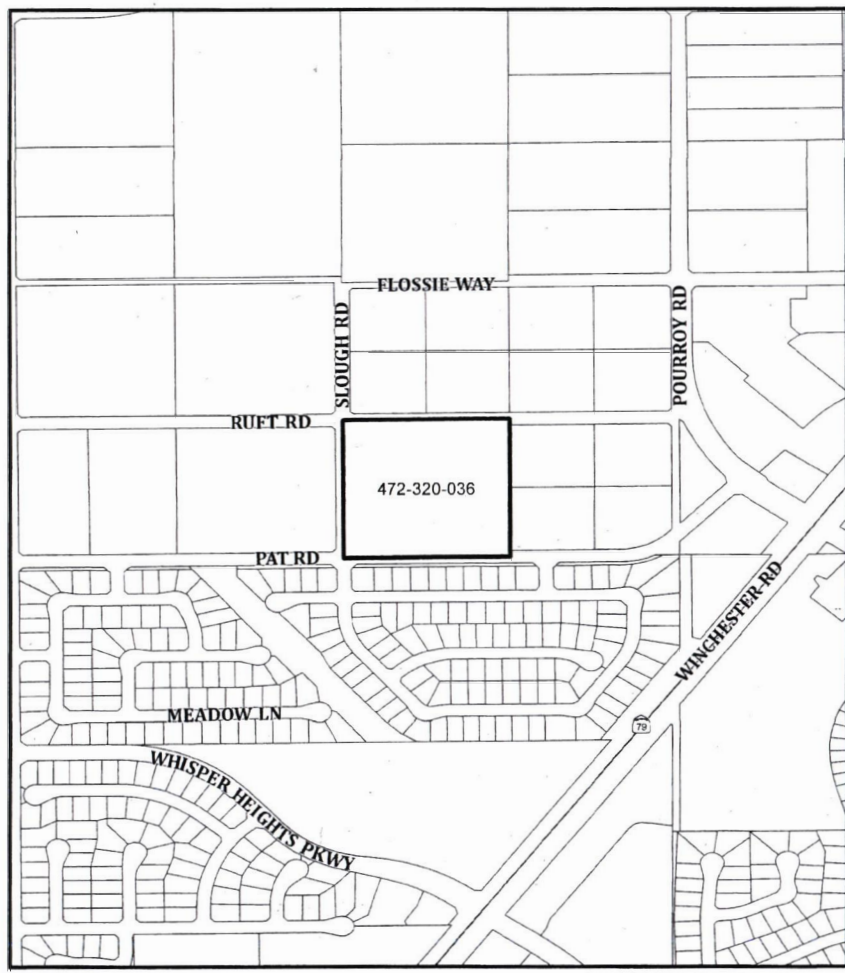 FLOSSIE WAY
SLOUGH RD
POURROY RD
RUFT RD
472-320-036
PAT RD
WINCHESTER RD
MEADOW LN
79
WHISPER HEIGHTS PKWY